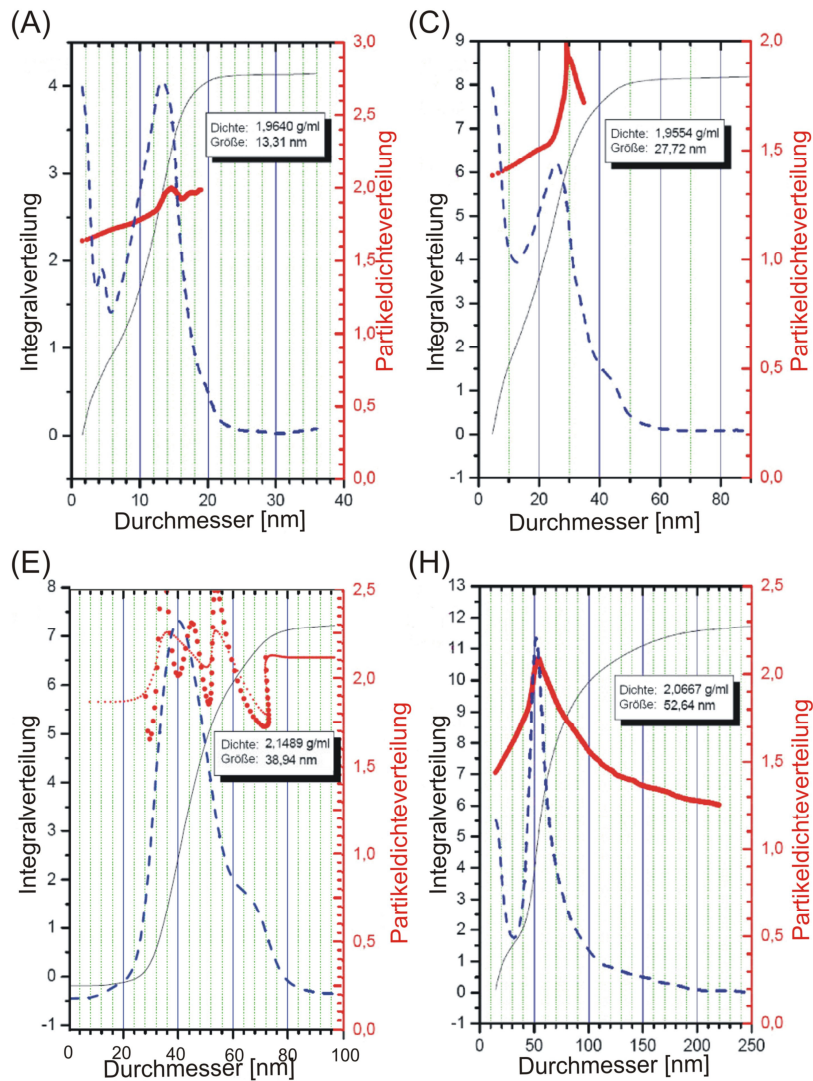 (A)
3,0
4
2,5
Dichte: 1,9640 g/ml
Größe: 13,31 nm
3
2,0
2
1,5
1
1,0
0
0,5
0,0
0 10 20 30 40
Integralverteilung
Partikeldichteverteilung
Durchmesser [nm]
(C)
9
2,0
8
7
Dichte: 1,9554 g/ml
Größe: 27,72 nm
1,5
6
5
4
1,0
3
2
0,5
1
0
-1
0,0
0 20 40 60 80
Integralverteilung
Partikeldichteverteilung
Durchmesser [nm]
(E)
8
2,5
7
2,0
6
5
Dichte: 2,1489 g/ml
Größe: 38,94 nm
1,5
4
3
1,0
2
1
0,5
0
-1
0,0
0 20 40 60 80 100
Integralverteilung
Partikeldichteverteilung
Durchmesser [nm]
(H)
13
2,5
12
11
10
2,0
Dichte: 2,0667 g/ml
Größe: 52,64 nm
9
8
7
1,5
6
5
1,0
4
3
2
0,5
1
0
-1
0,0
0 50 100 150 200 250
Integralverteilung
Partikeldichteverteilung
Durchmesser [nm]